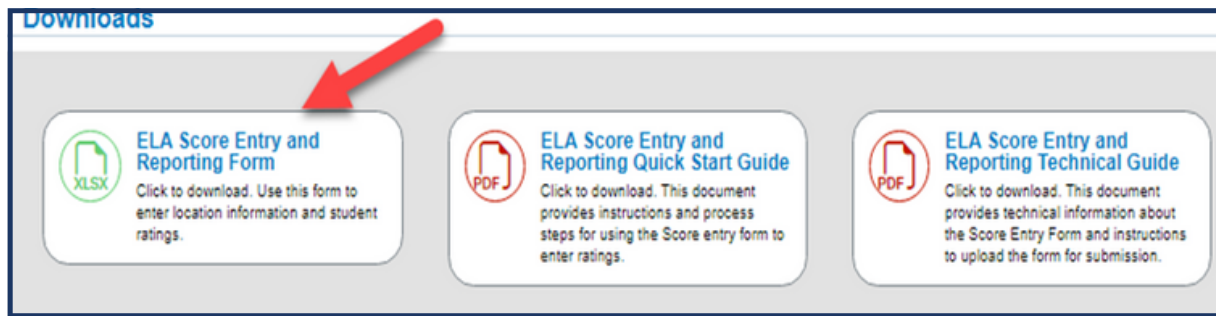 Downloads
XLSX
ELA Score Entry and
Reporting Form
Click to download. Use this form to
enter location information and student
ratings.
PDF
ELA Score Entry and
Reporting Quick Start Guide
Click to download. This document
provides instructions and process
steps for using the Score entry form to
enter ratings.
PDF
ELA Score Entry and
Reporting Technical Guide
Click to download. This document
provides technical information about
the Score Entry Form and instructions
to upload the form for submission.